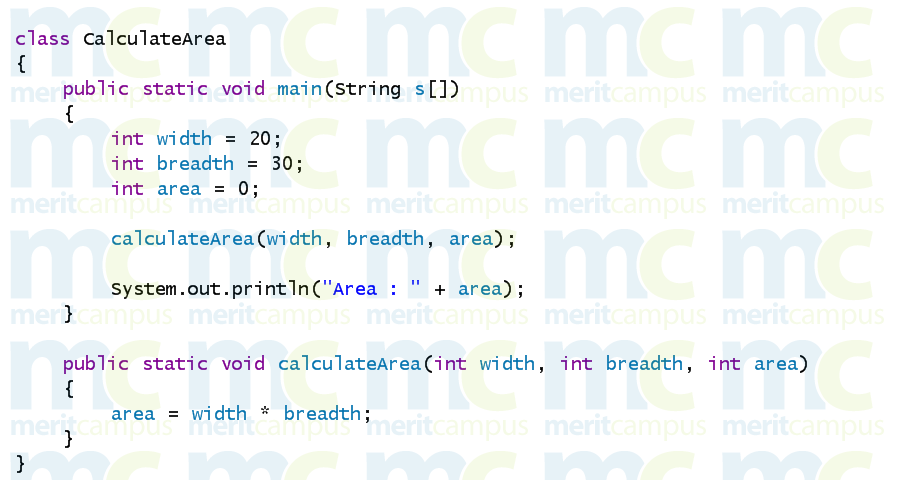 class CalculateArea
{
public static void main(String s[])
{
int width = 20;
int breadth = 30;
int area = 0;
calculateArea(width, breadth, area);
System.out.println("Area : " + area);
}
public static void calculateArea(int width, int breadth, int area)
{
area = width * breadth;
}
}
mc
meritcampus